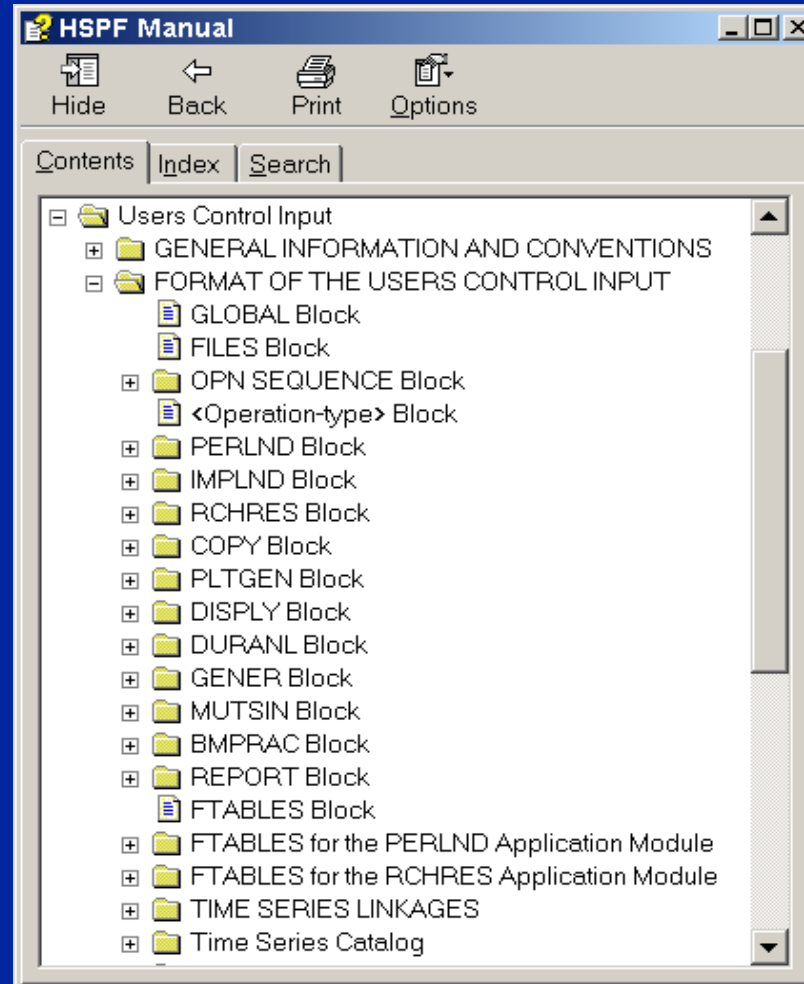 HSPF Manual
Hide Back Print Options
Contents Index Search
Users Control Input
GENERAL INFORMATION AND CONVENTIONS
FORMAT OF THE USERS CONTROL INPUT
GLOBAL Block
FILES Block
OPN SEQUENCE Block
<Operation-type> Block
PERLND Block
IMPLND Block
RCHRES Block
COPY Block
PLTGEN Block
DISPLY Block
DURANL Block
GENER Block
MUTSIN Block
BMPRAC Block
REPORT Block
FTABLES Block
FTABLES for the PERLND Application Module
FTABLES for the RCHRES Application Module
TIME SERIES LINKAGES
Time Series Catalog